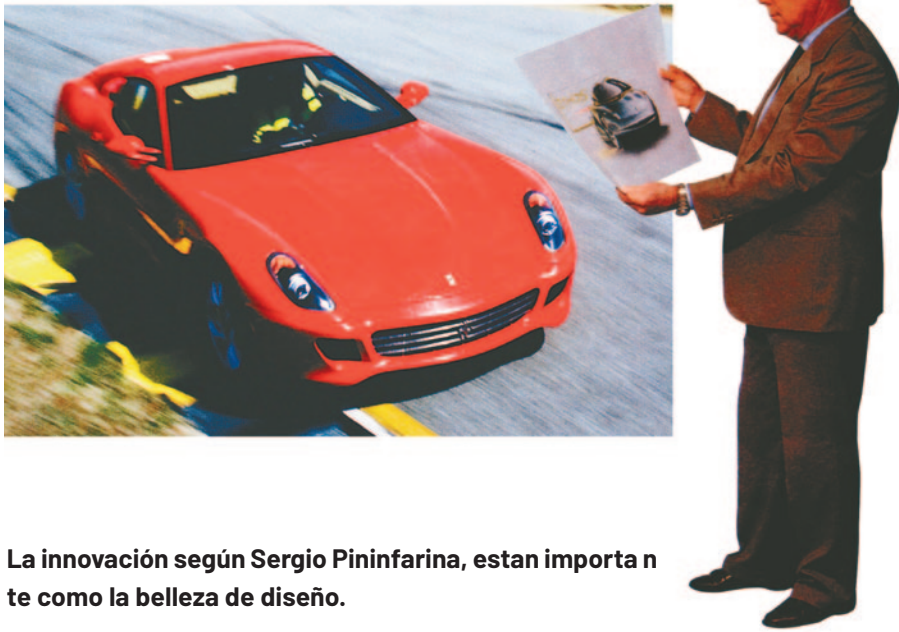 La innovación según Sergio Pininfarina, estan importa n
te como la belleza de diseño.